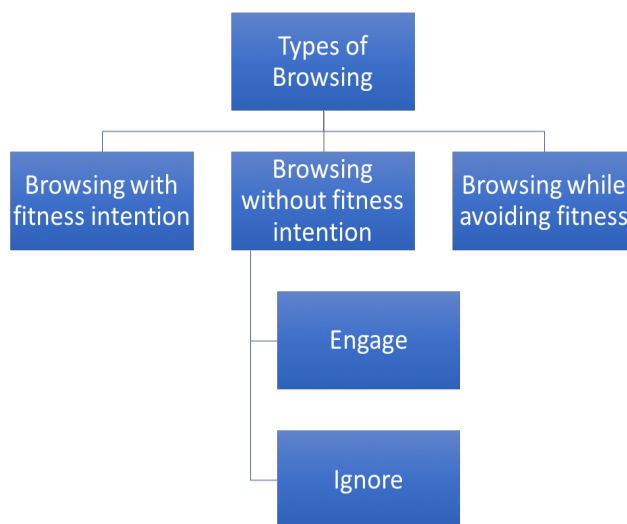 Types of
Browsing
Browsing with
fitness intention
Browsing
without fitness
intention
Browsing while
avoiding fitness
Engage
Ignore